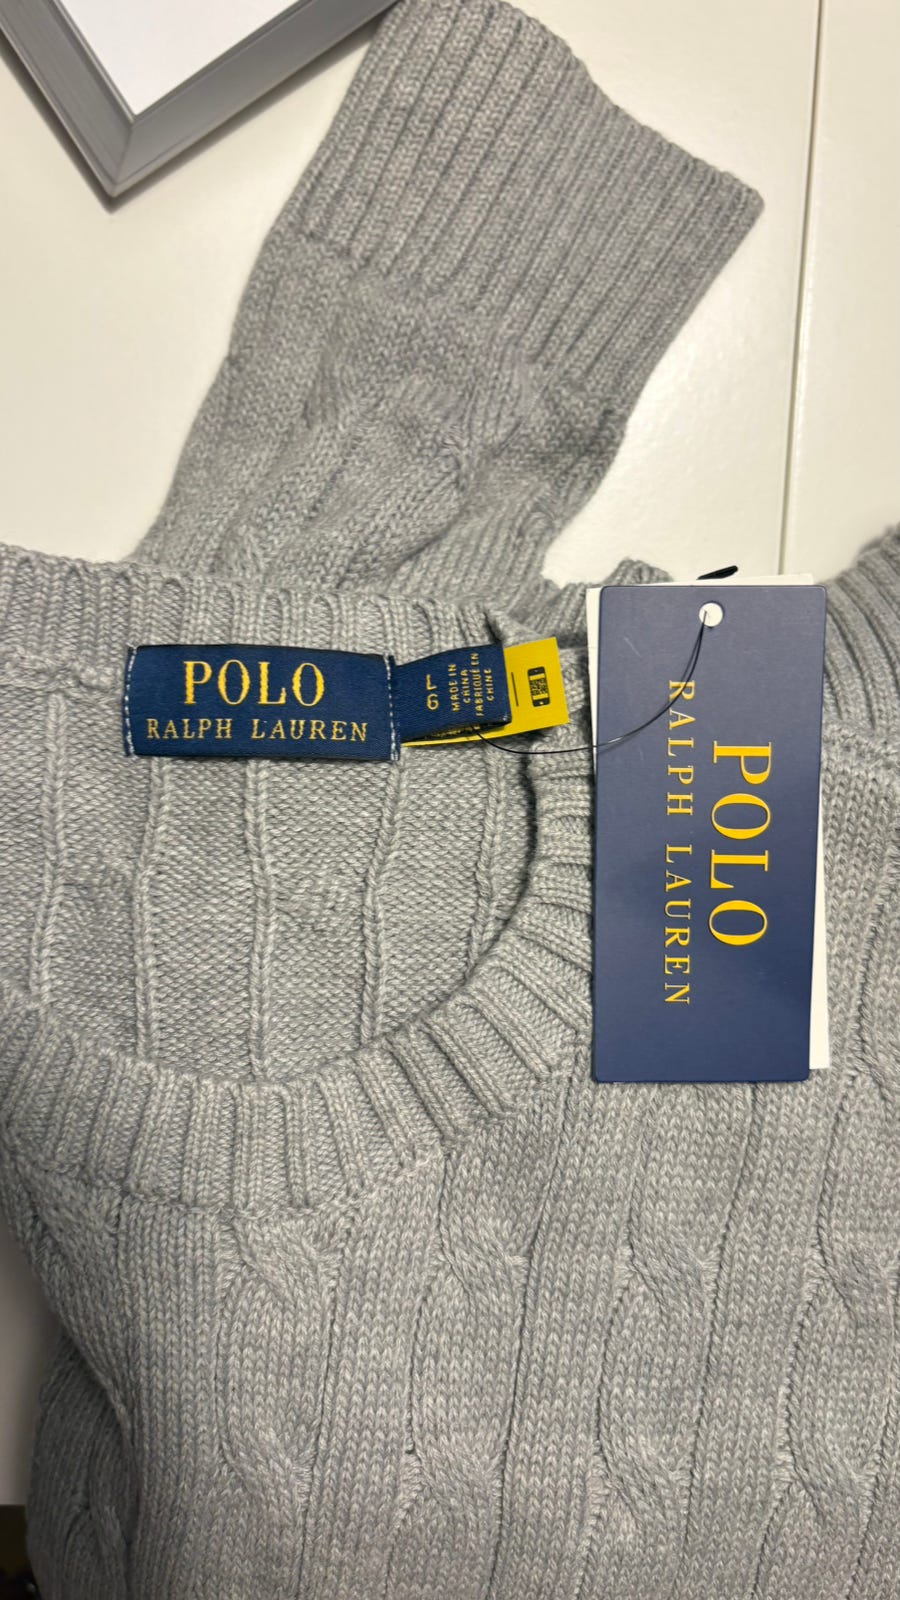 POLO
RALPH LAUREN
MADE IN
CHINA
FABRIQUÉ EN
CHINE
POLO
RALPH LAUREN